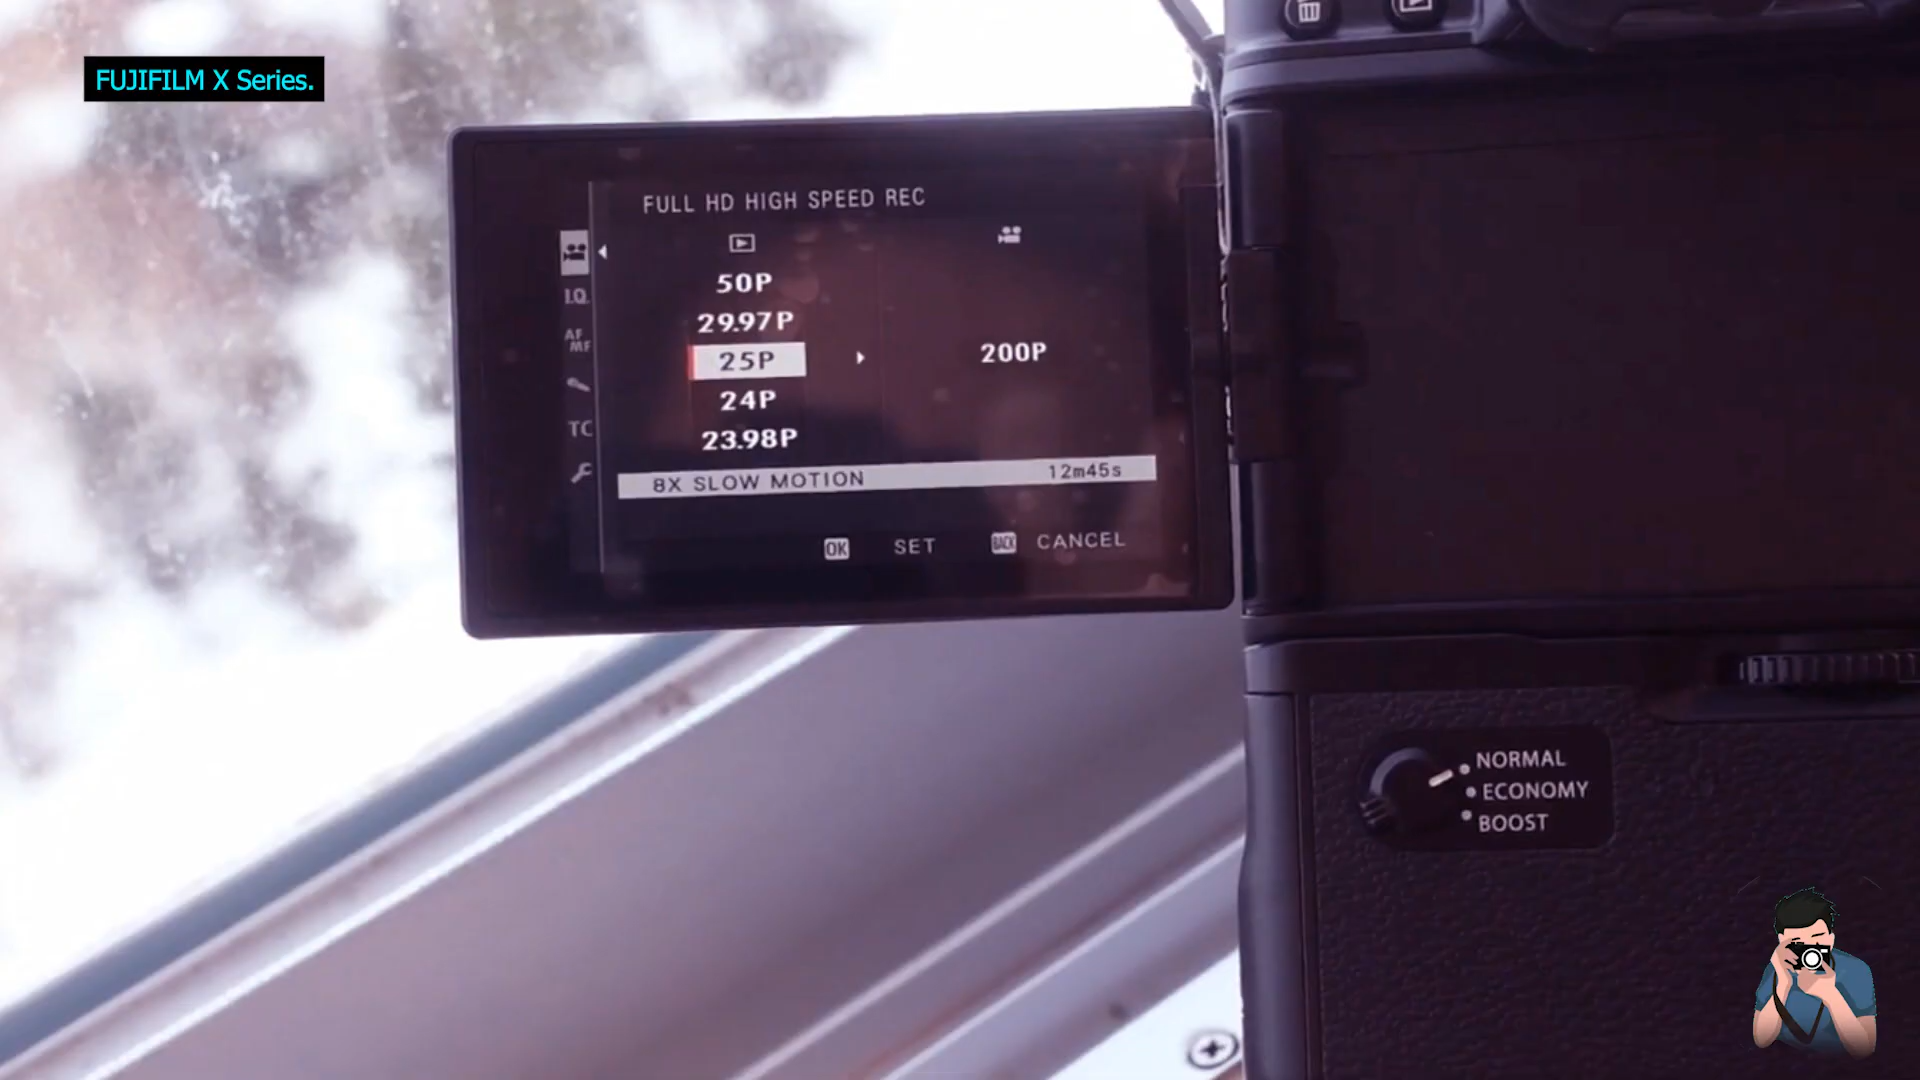 FUJIFILM X Series.
FULL HD HIGH SPEED REC
I.Q.
AF
MF
TC
50P
29.97P
25P
24P
23.98P
200P
8X SLOW MOTION 12m45s
OK SET BACK CANCEL
NORMAL
ECONOMY
BOOST